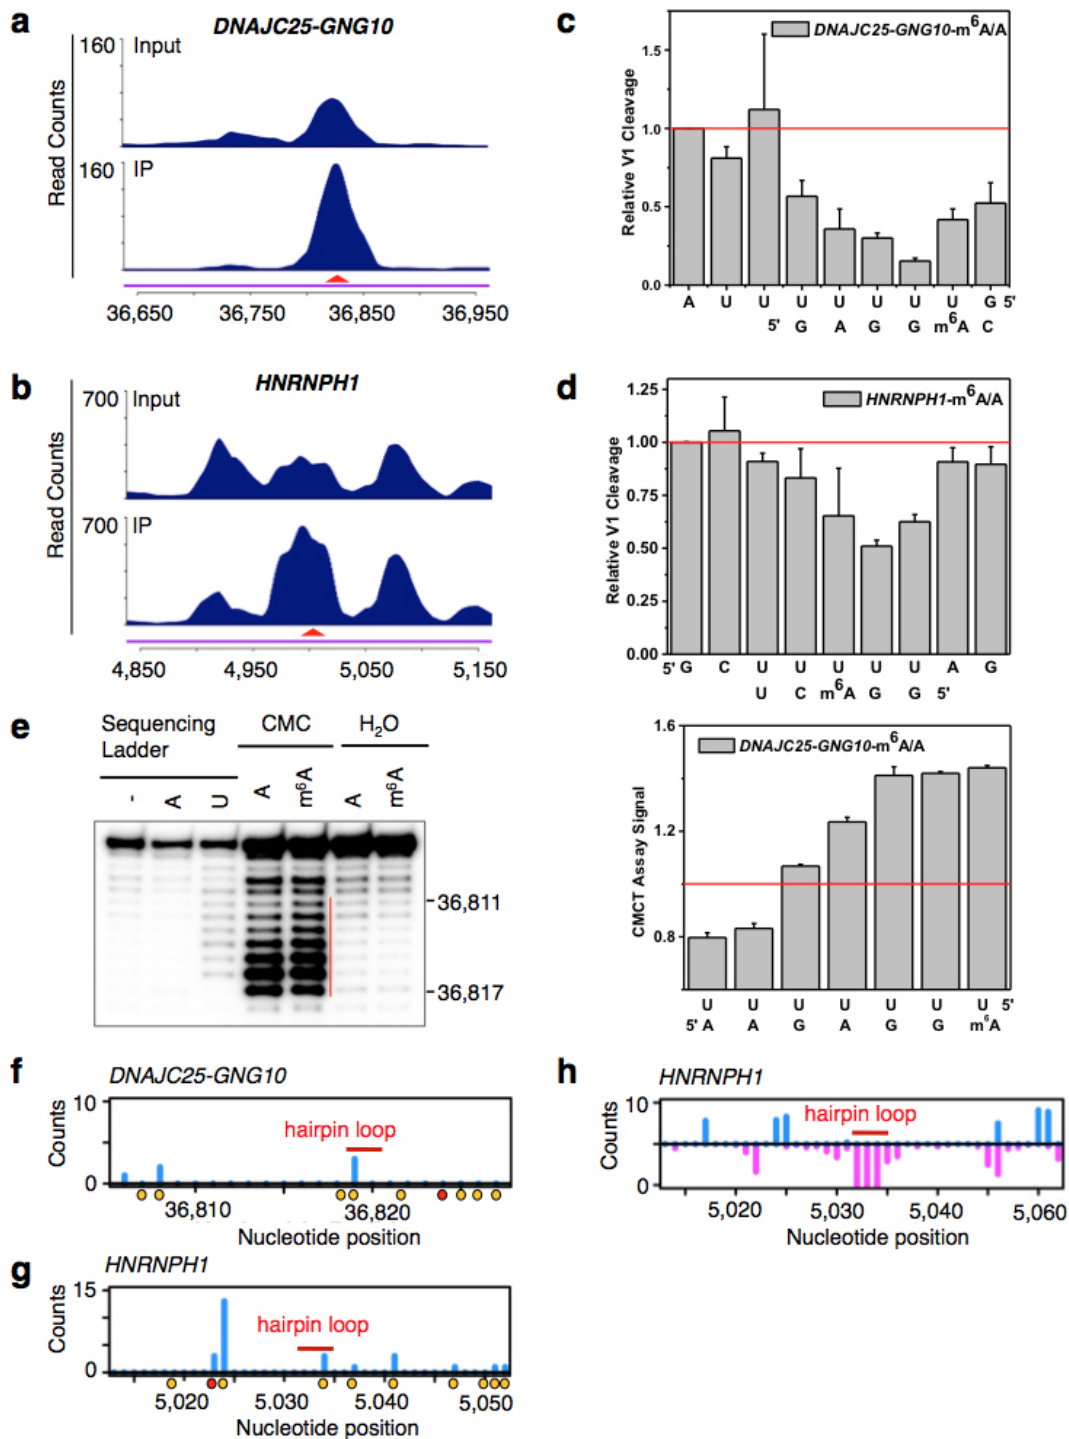 a
DNAJC25-GNG10
160
Input
160
IP
Read Counts
36,650 36,750 36,850 36,950
b
HNRNPH1
700
Input
700
IP
Read Counts
4,850 4,950 5,050 5,150
c
DNAJC25-GNG10-m⁶A/A
Relative V1 Cleavage
1.5
1.0
0.5
0.0
A U U U U U U U G 5'
5' G A G G m⁶A C
d
HNRNPH1-m⁶A/A
Relative V1 Cleavage
1.25
1.00
0.75
0.50
0.25
0.00
5' G C U U U U U A G
U C m⁶A G G 5'
e
Sequencing
Ladder
CMC
H₂O
- A U A m⁶A A m⁶A
36,811
36,817
DNAJC25-GNG10-m⁶A/A
CMCT Assay Signal
1.6
1.2
0.8
U U U U U U U 5'
5' A A G A G G m⁶A
f
DNAJC25-GNG10
Counts
10
0
hairpin loop
36,810 36,820
Nucleotide position
g
HNRNPH1
Counts
15
0
hairpin loop
5,020 5,030 5,040 5,050
Nucleotide position
h
HNRNPH1
Counts
10
0
hairpin loop
5,020 5,030 5,040 5,060
Nucleotide position